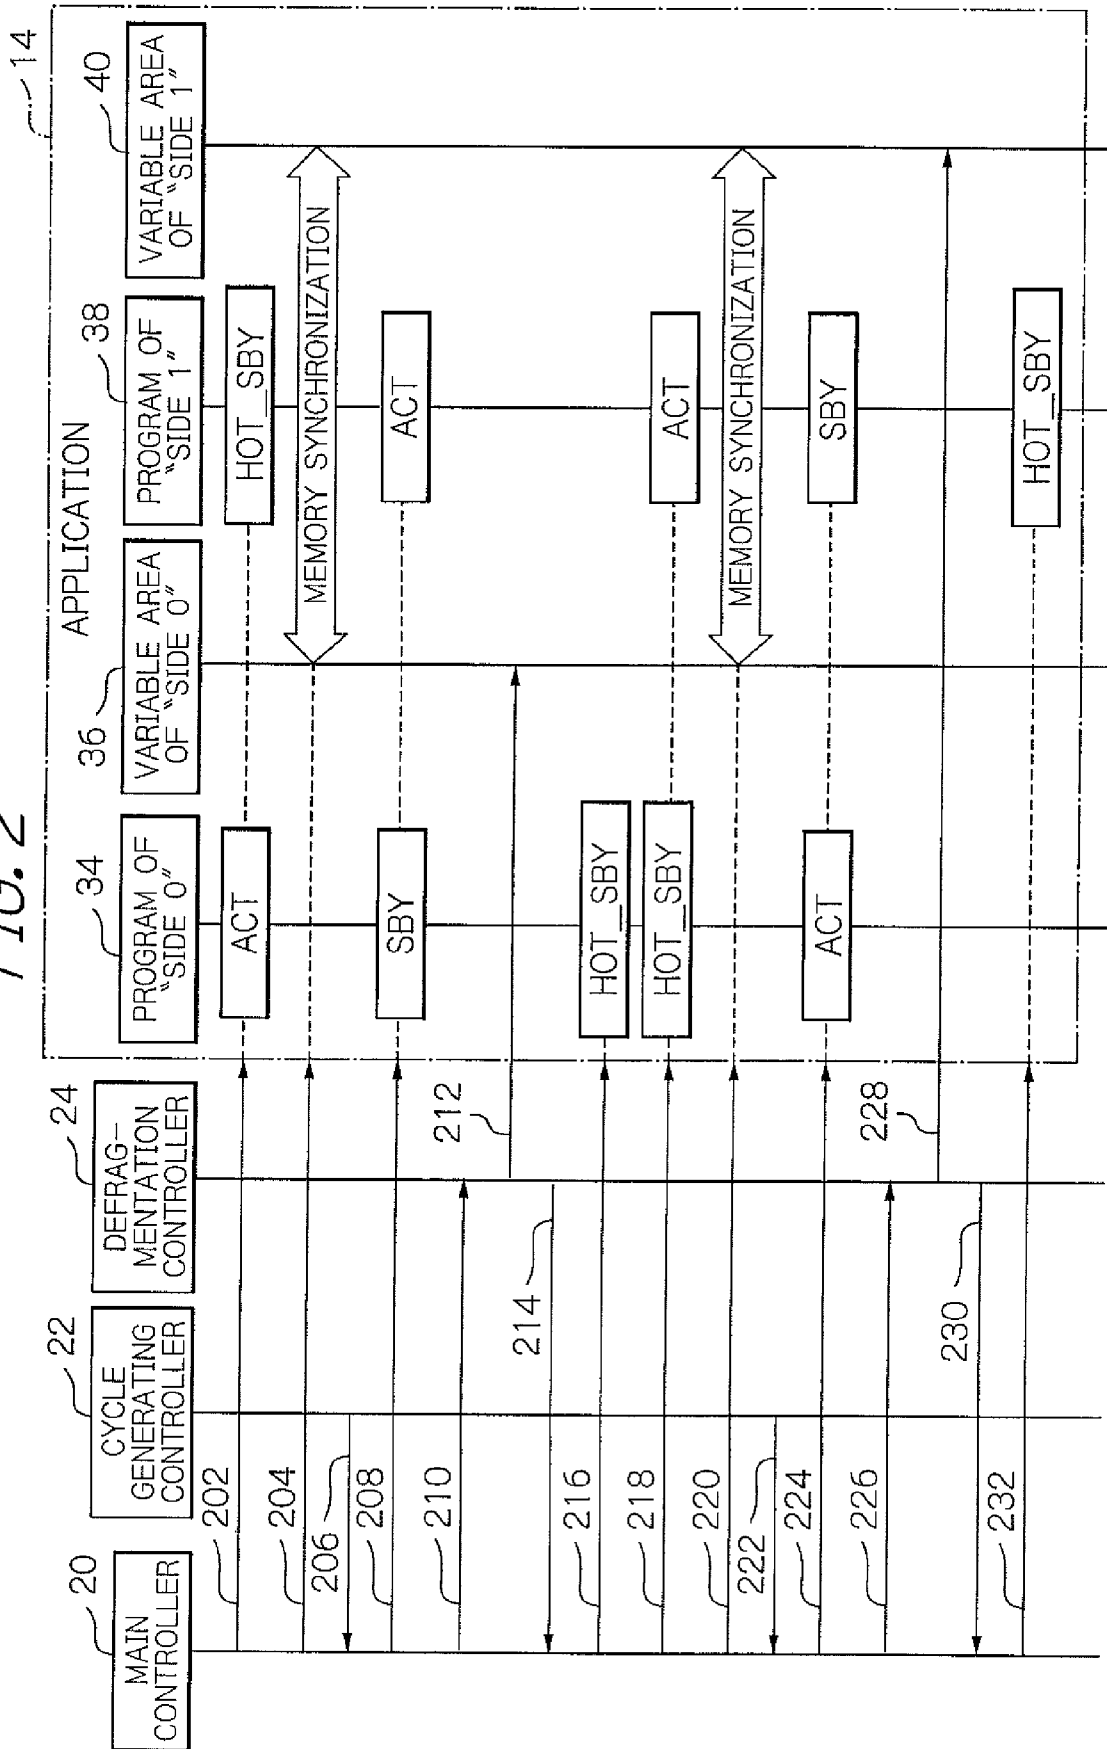 FIG. 2
14
APPLICATION
20
MAIN
CONTROLLER
22
CYCLE
GENERATING
CONTROLLER
24
DEFRAG-
MENTATION
CONTROLLER
34
PROGRAM OF
"SIDE 0"
36
VARIABLE AREA
OF "SIDE 0"
38
PROGRAM OF
"SIDE 1"
40
VARIABLE AREA
OF "SIDE 1"
202
ACT
HOT_SBY
204
MEMORY SYNCHRONIZATION
206
208
SBY
ACT
210
212
214
216
HOT_SBY
218
HOT_SBY
ACT
220
MEMORY SYNCHRONIZATION
222
224
ACT
SBY
226
228
230
232
HOT_SBY